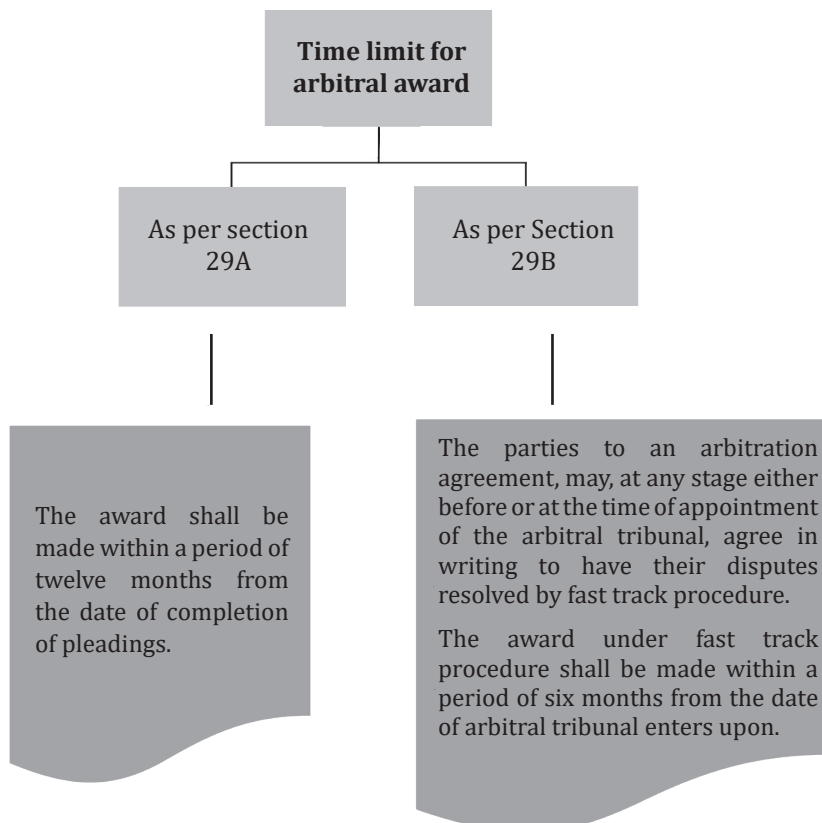 Time limit for
arbitral award
As per section
29A
As per Section
29B
The award shall be
made within a period of
twelve months from
the date of completion
of pleadings.
The parties to an arbitration
agreement, may, at any stage either
before or at the time of appointment
of the arbitral tribunal, agree in
writing to have their disputes
resolved by fast track procedure.
The award under fast track
procedure shall be made within a
period of six months from the date
of arbitral tribunal enters upon.